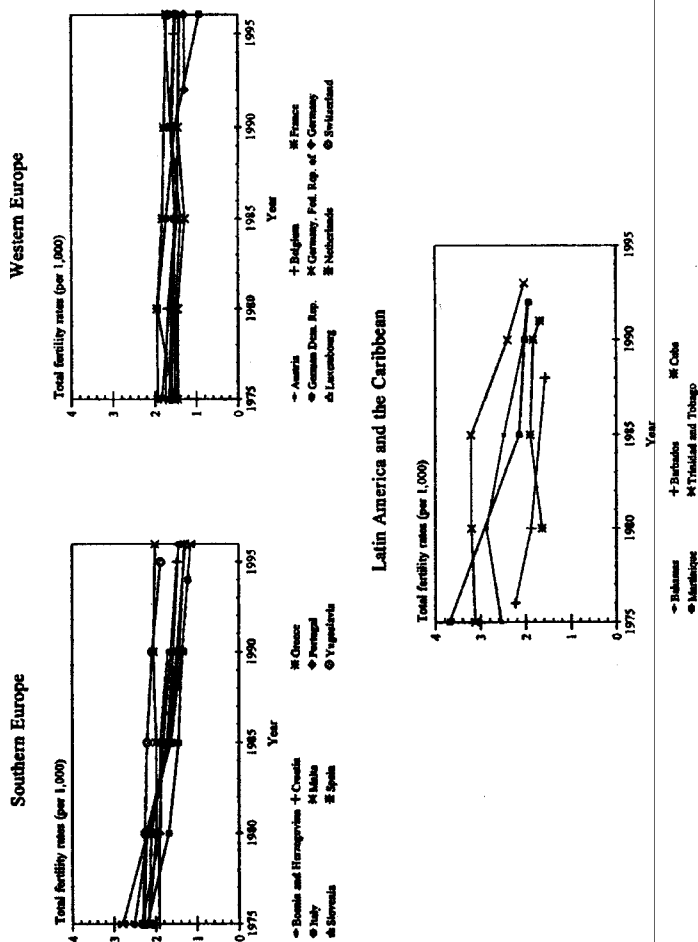 Southern Europe
Total fertility rates (per 1,000)
3
2
1
0
1975 1980 1985 1990 1995
Year
Bosnia and Herzegovina Croatia Greece
Italy Malta Portugal
Slovenia Spain Yugoslavia
Western Europe
Total fertility rates (per 1,000)
4
3
2
1
0
1975 1980 1985 1990 1995
Year
Austria Belgium France
German Dem. Rep. Germany, Fed. Rep. of Germany
Luxembourg Netherlands Switzerland
Latin America and the Caribbean
Total fertility rates (per 1,000)
4
3
2
1
0
1975 1980 1985 1990 1995
Year
Bahamas Barbados Cuba
Martinique Trinidad and Tobago